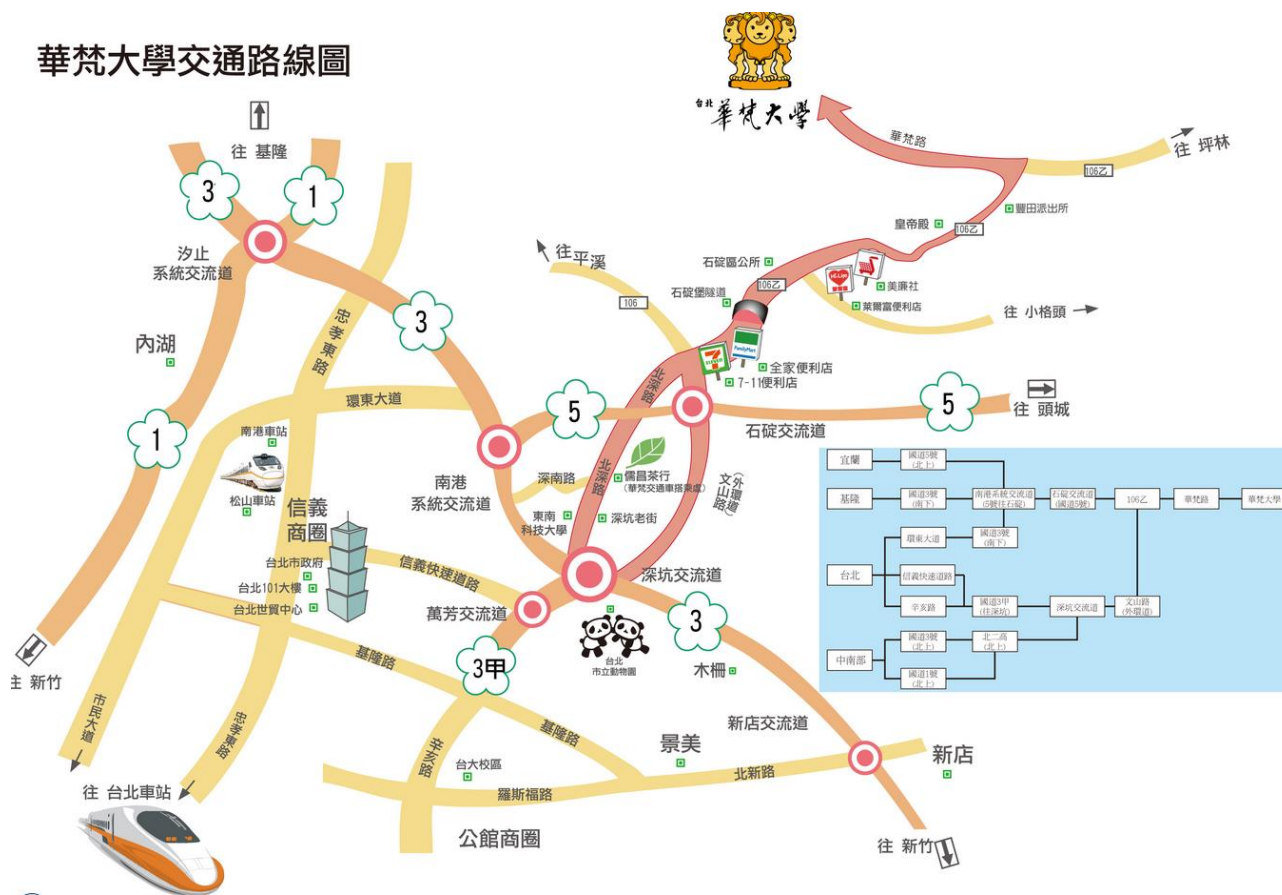 華梵大學交通路線圖
台北 華梵大學
往 基隆
3
1
汐止
系統交流道
3
內湖
1
忠孝東路
環東大道
南港車站
松山車站
信義
商圈
台北市政府
台北101大樓
台北世貿中心
往 新竹
市民大道
忠孝東路
往 台北車站
華梵路
106乙
往 坪林
豐田派出所
皇帝殿
106乙
石碇區公所
106乙
石碇堡隧道
美廉社
萊爾富便利店
Hi-Life
往 小格頭
往平溪
106
北深路
7
ELEVEN
FamilyMart
全家便利店
7-11便利店
5
石碇交流道
5
往 頭城
南港
系統交流道
深南路
北深路
儒昌茶行
(華梵交通車搭乘處)
文山路
(外環道)
東南
科技大學
深坑老街
深坑交流道
信義快速道路
萬芳交流道
3甲
台北
市立動物園
3
木柵
基隆路
基隆路
辛亥路
台大校區
羅斯福路
公館商圈
景美
北新路
新店交流道
新店
往 新竹
宜蘭
國道5號
(北上)
基隆
國道3號
(南下)
南港系統交流道
(5號往石碇)
石碇交流道
(國道5號)
106乙
華梵路
華梵大學
環東大道
國道3號
(南下)
台北
信義快速道路
辛亥路
國道3甲
(往深坑)
深坑交流道
文山路
(外環道)
中南部
國道3號
(北上)
北二高
(北上)
國道1號
(北上)